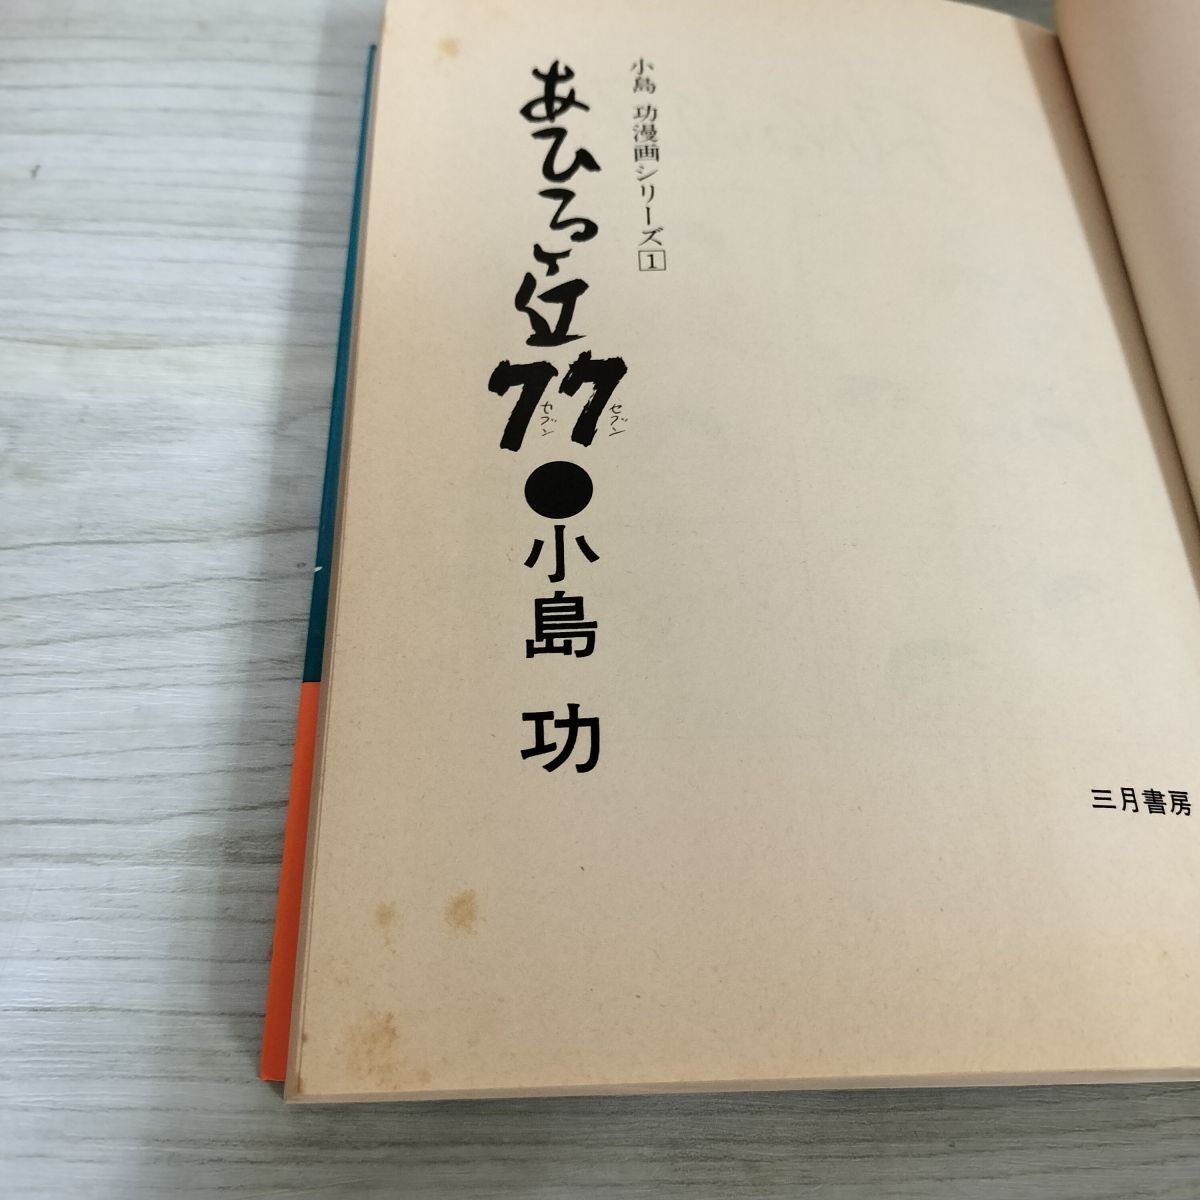 小島 功漫画シリーズ1
あひるヶ丘77
セブン
セブン
●小島 功
三月書房